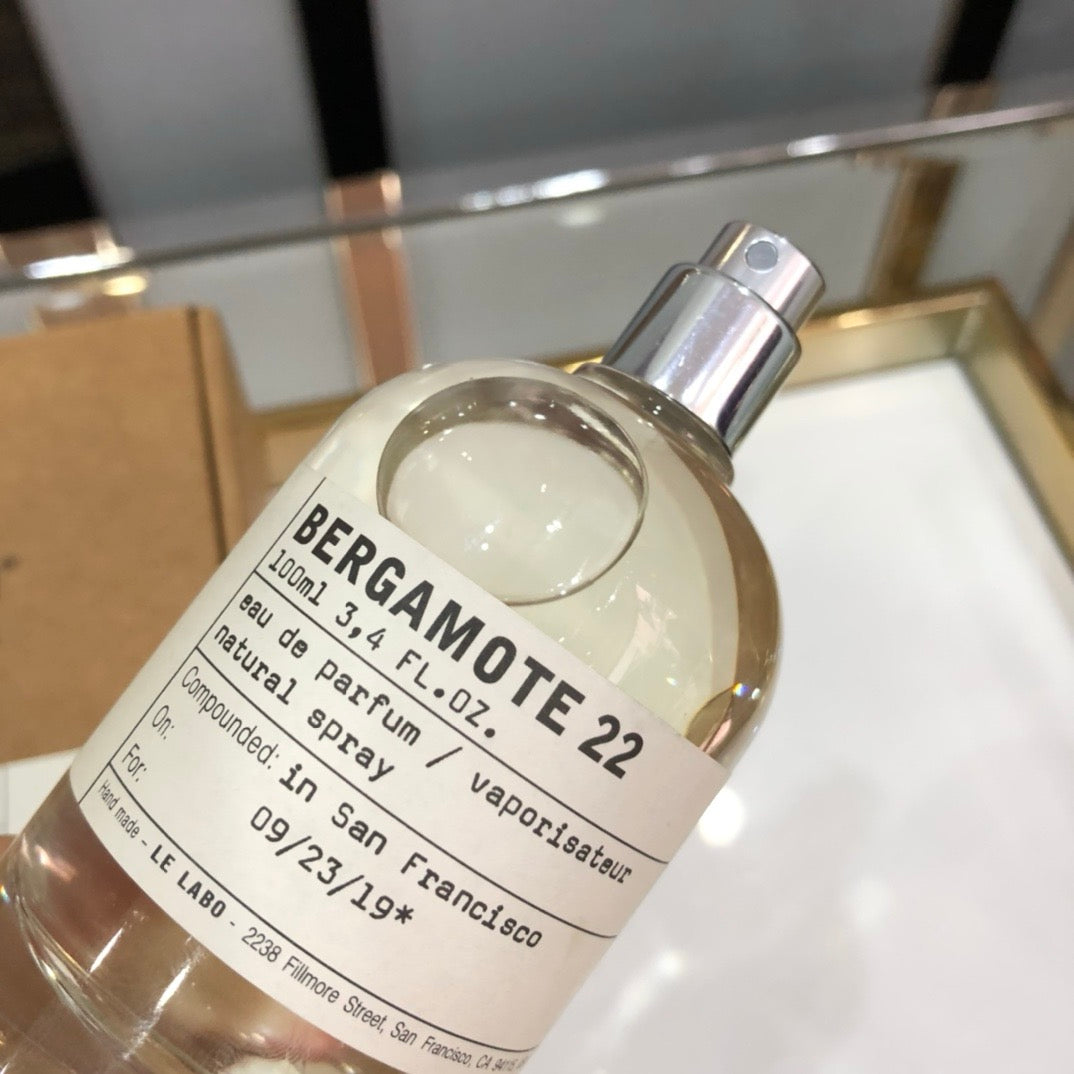 BERGAMOTE 22
100ml 3,4 FL.OZ.
eau de parfum / vaporisateur
natural spray
Compounded: in San Francisco
On: 09/23/19*
For:
Hand made - LE LABO - 2238 Fillmore Street, San Francisco, CA 94115